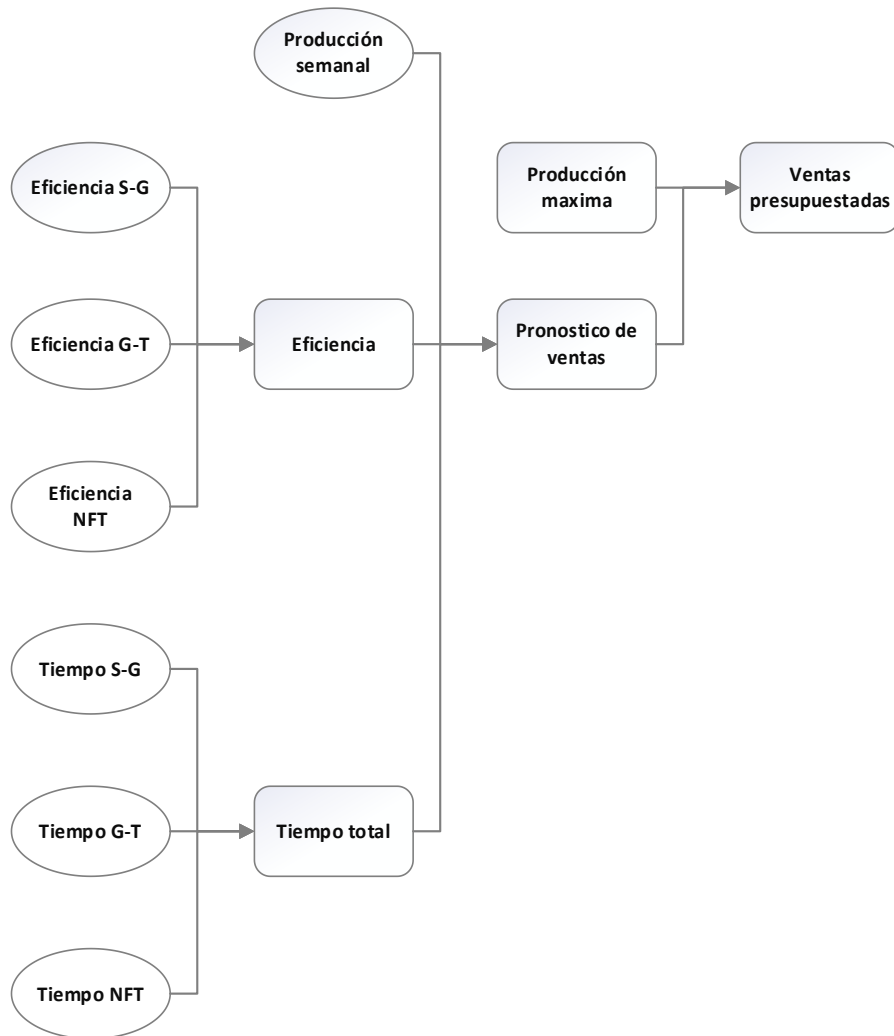 Producción
semanal
Eficiencia S-G
Producción
maxima
Ventas
presupuestadas
Eficiencia G-T
Eficiencia
Pronostico de
ventas
Eficiencia
NFT
Tiempo S-G
Tiempo G-T
Tiempo total
Tiempo NFT